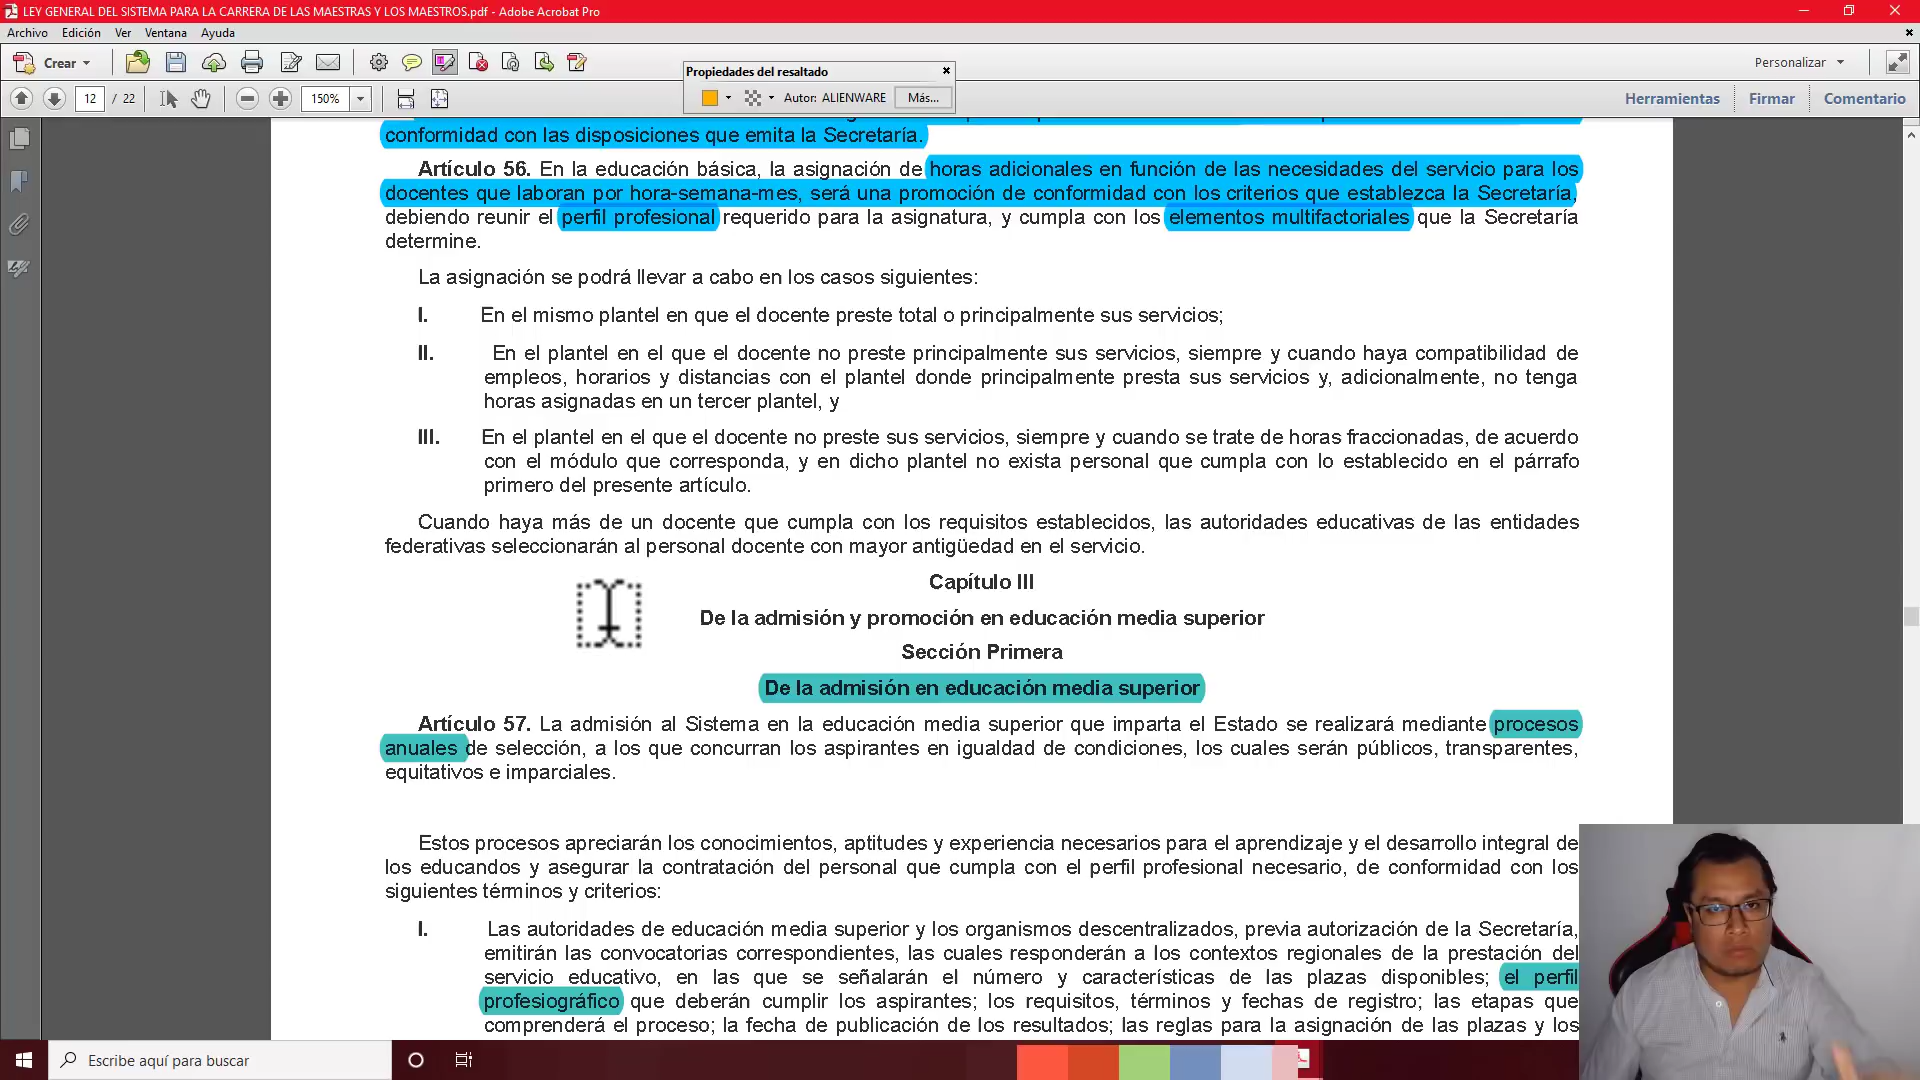 LEY GENERAL DEL SISTEMA PARA LA CARRERA DE LAS MAESTRAS Y LOS MAESTROS.pdf - Adobe Acrobat Pro
Archivo Edición Ver Ventana Ayuda
Crear
Personalizar
Propiedades del resaltado
Autor: ALIENWARE Más...
12 / 22 150%
Herramientas Firmar Comentario
conformidad con las disposiciones que emita la Secretaría.
Artículo 56. En la educación básica, la asignación de horas adicionales en función de las necesidades del servicio para los
docentes que laboran por hora-semana-mes, será una promoción de conformidad con los criterios que establezca la Secretaría,
debiendo reunir el perfil profesional requerido para la asignatura, y cumpla con los elementos multifactoriales que la Secretaría
determine.
La asignación se podrá llevar a cabo en los casos siguientes:
I. En el mismo plantel en que el docente preste total o principalmente sus servicios;
II. En el plantel en el que el docente no preste principalmente sus servicios, siempre y cuando haya compatibilidad de
empleos, horarios y distancias con el plantel donde principalmente presta sus servicios y, adicionalmente, no tenga
horas asignadas en un tercer plantel, y
III. En el plantel en el que el docente no preste sus servicios, siempre y cuando se trate de horas fraccionadas, de acuerdo
con el módulo que corresponda, y en dicho plantel no exista personal que cumpla con lo establecido en el párrafo
primero del presente artículo.
Cuando haya más de un docente que cumpla con los requisitos establecidos, las autoridades educativas de las entidades
federativas seleccionarán al personal docente con mayor antigüedad en el servicio.
Capítulo III
De la admisión y promoción en educación media superior
Sección Primera
De la admisión en educación media superior
Artículo 57. La admisión al Sistema en la educación media superior que imparta el Estado se realizará mediante procesos
anuales de selección, a los que concurran los aspirantes en igualdad de condiciones, los cuales serán públicos, transparentes,
equitativos e imparciales.
Estos procesos apreciarán los conocimientos, aptitudes y experiencia necesarios para el aprendizaje y el desarrollo integral de
los educandos y asegurar la contratación del personal que cumpla con el perfil profesional necesario, de conformidad con los
siguientes términos y criterios:
I. Las autoridades de educación media superior y los organismos descentralizados, previa autorización de la Secretaría,
emitirán las convocatorias correspondientes, las cuales responderán a los contextos regionales de la prestación del
servicio educativo, en las que se señalarán el número y características de las plazas disponibles; el perfil
profesiográfico que deberán cumplir los aspirantes; los requisitos, términos y fechas de registro; las etapas que
comprenderá el proceso; la fecha de publicación de los resultados; las reglas para la asignación de las plazas y los
Escribe aquí para buscar